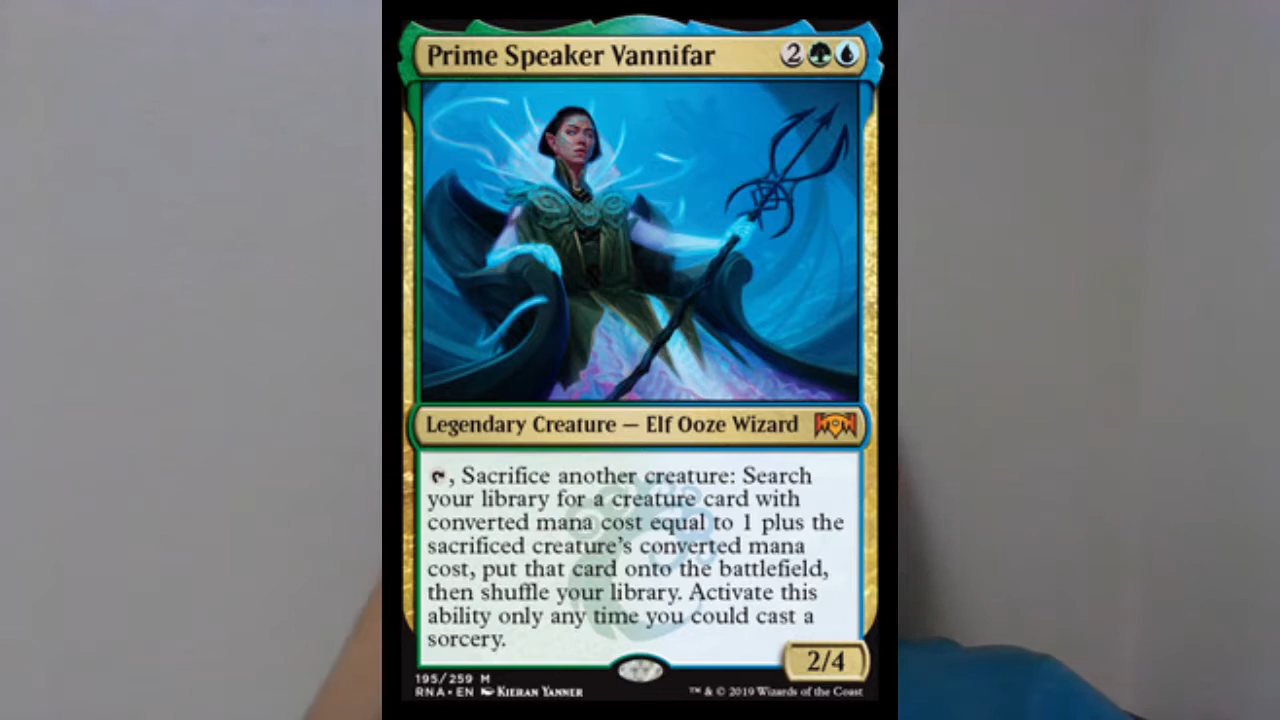 Prime Speaker Vannifar 2
Legendary Creature — Elf Ooze Wizard
, Sacrifice another creature: Search
your library for a creature card with
converted mana cost equal to 1 plus the
sacrificed creature's converted mana
cost, put that card onto the battlefield,
then shuffle your library. Activate this
ability only any time you could cast a
sorcery.
2/4
195/259 M
RNA • EN Kieran Yanner ™ & © 2019 Wizards of the Coast